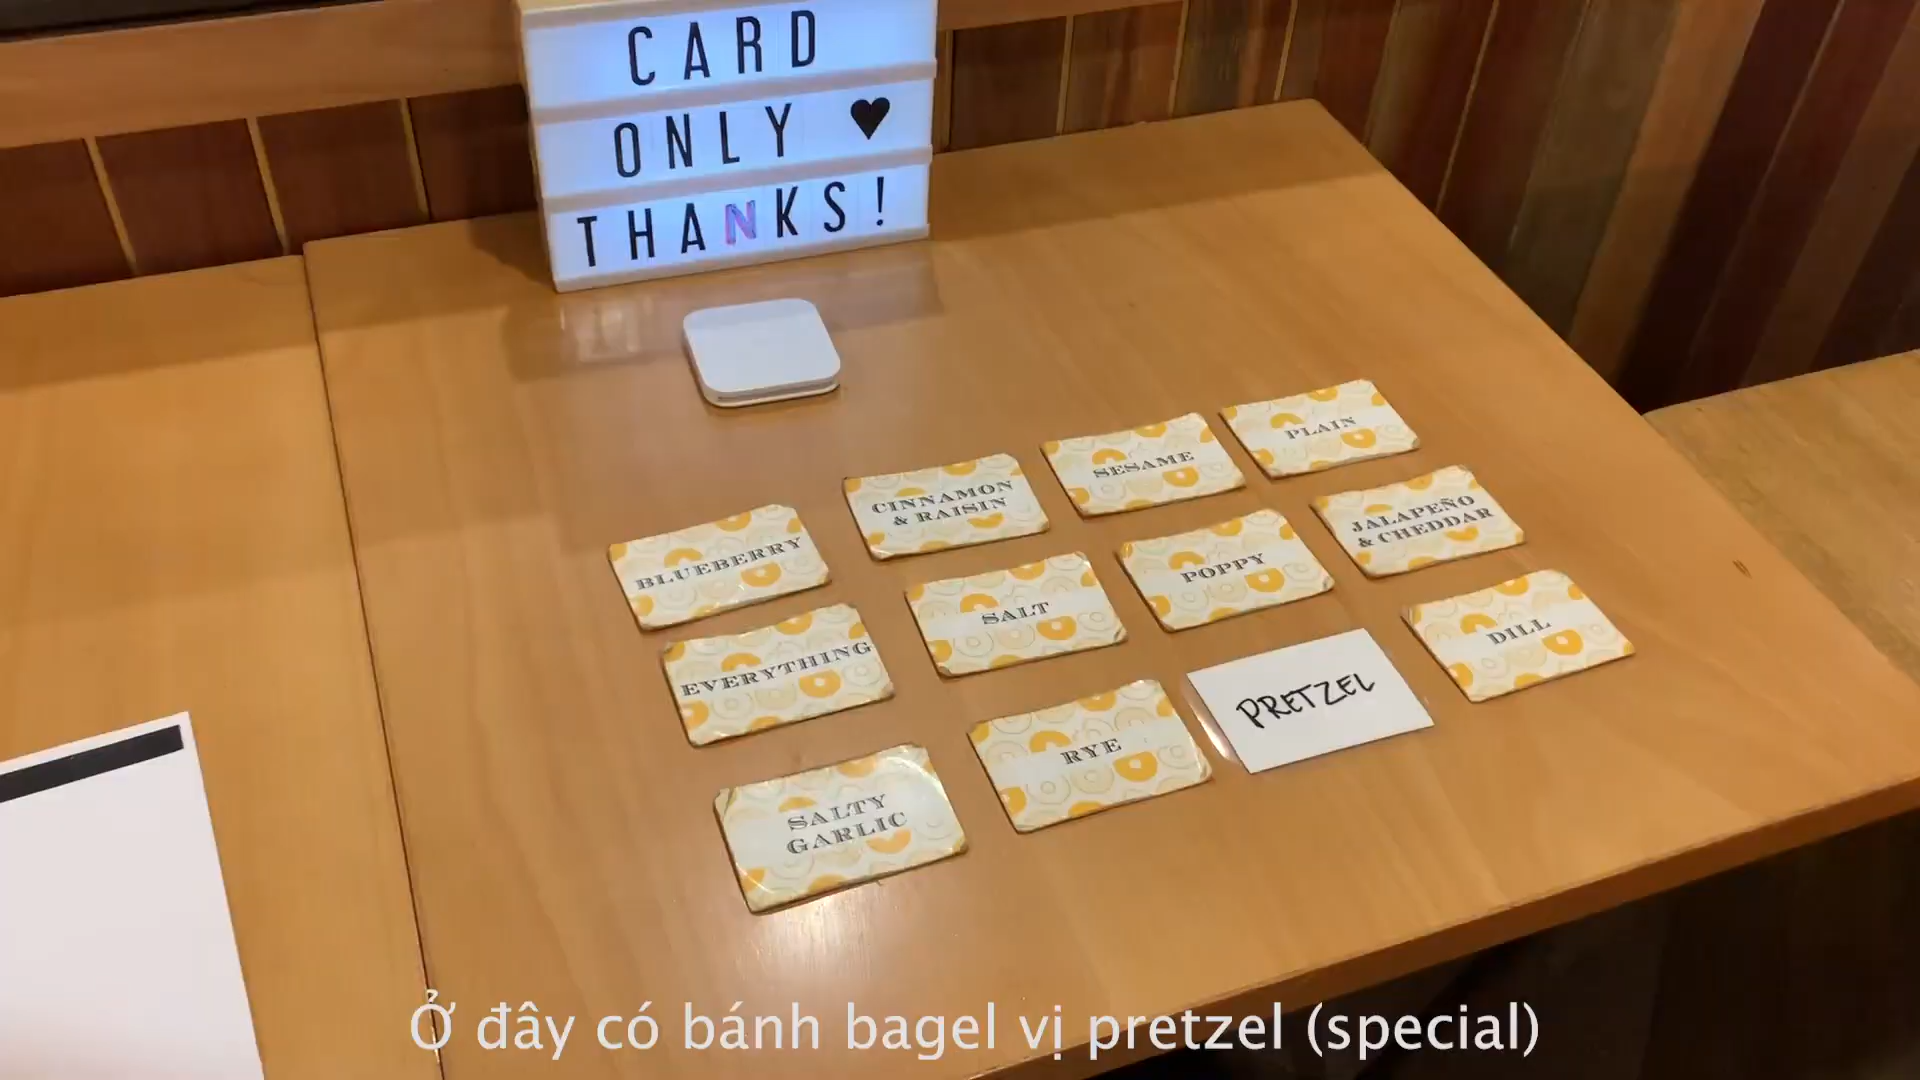 CARD
ONLY ♥
THANKS!
PLAIN
SESAME
CINNAMON
& RAISIN
BLUEBERRY
JALAPEÑO
& CHEDDAR
POPPY
SALT
EVERYTHING
DILL
PRETZEL
RYE
SALTY
GARLIC
Ở đây có bánh bagel vị pretzel (special)